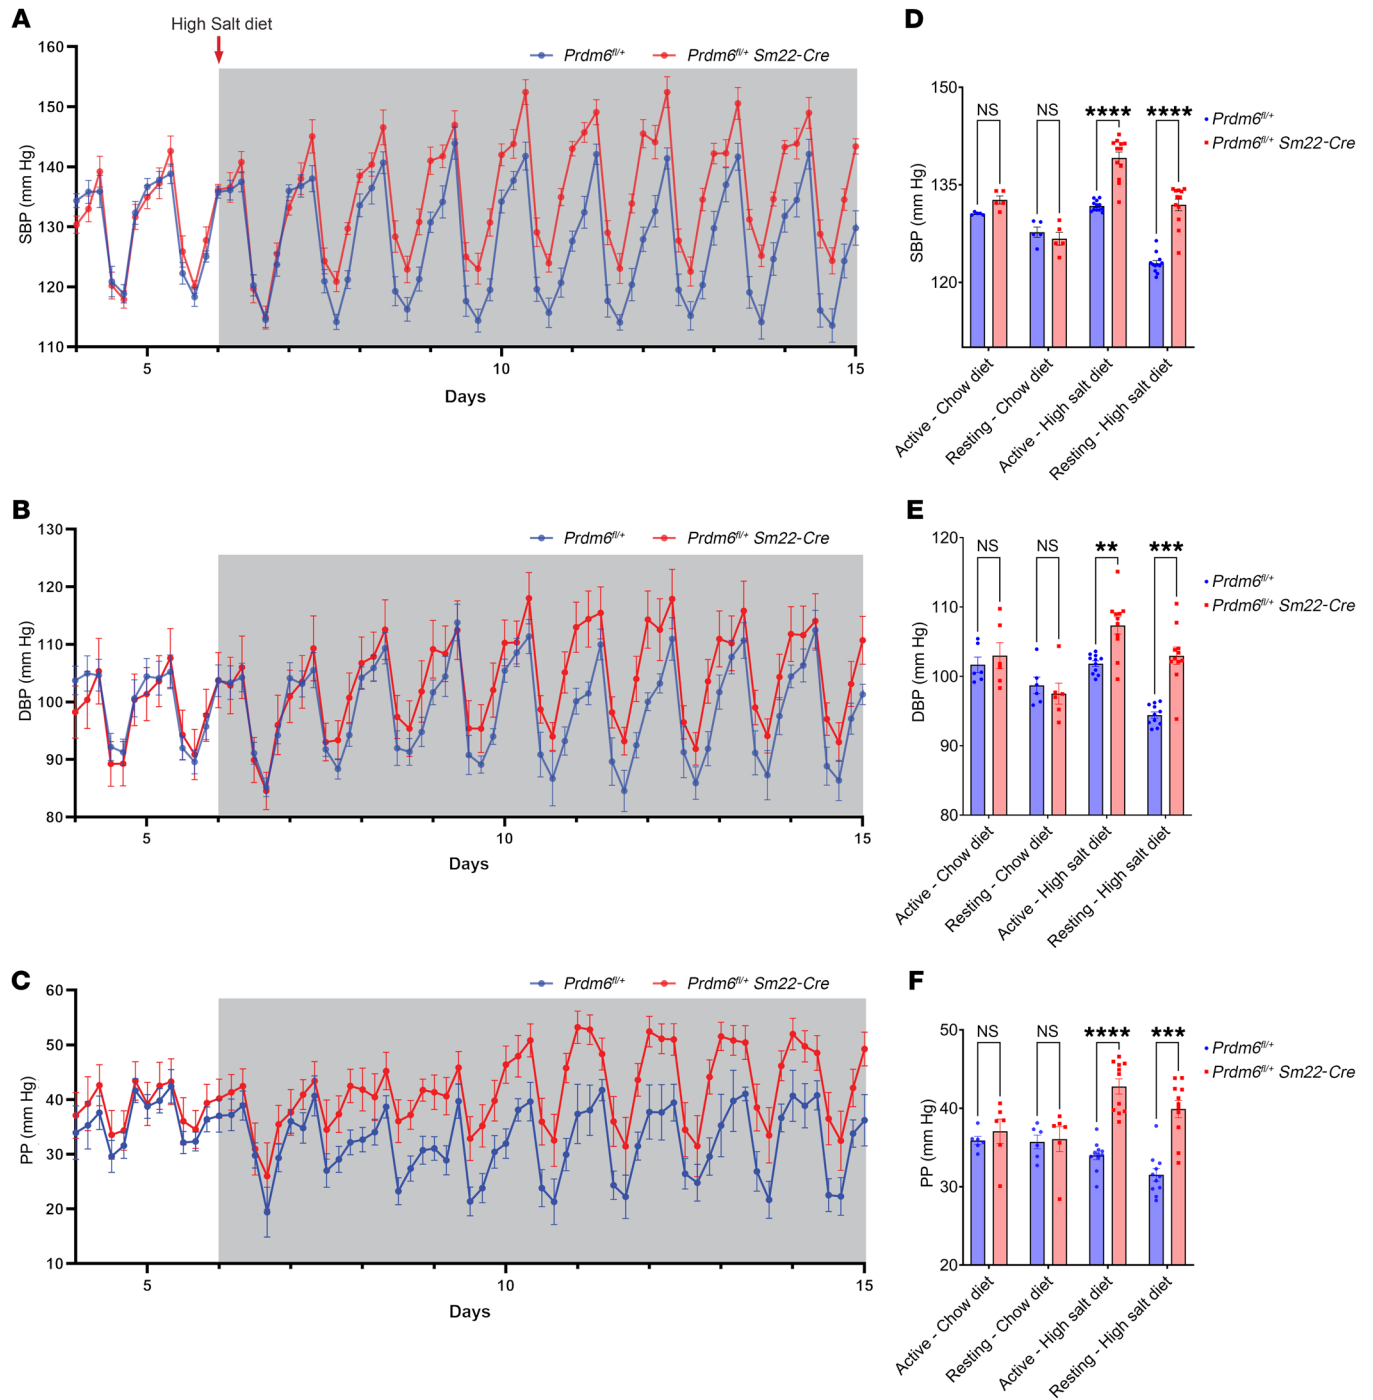 A
High Salt diet
Prdm6fl/+
Prdm6fl/+ Sm22-Cre
SBP (mm Hg)
160
150
140
130
120
110
5
10
15
Days
D
SBP (mm Hg)
150
135
120
NS
NS
****
****
Prdm6fl/+
Prdm6fl/+ Sm22-Cre
Active - Chow diet
Resting - Chow diet
Active - High salt diet
Resting - High salt diet
B
Prdm6fl/+
Prdm6fl/+ Sm22-Cre
DBP (mm Hg)
130
120
110
100
90
80
5
10
15
Days
E
DBP (mm Hg)
120
110
100
90
80
NS
NS
**
***
Prdm6fl/+
Prdm6fl/+ Sm22-Cre
Active - Chow diet
Resting - Chow diet
Active - High salt diet
Resting - High salt diet
C
Prdm6fl/+
Prdm6fl/+ Sm22-Cre
PP (mm Hg)
60
50
40
30
20
10
5
10
15
Days
F
PP (mm Hg)
50
40
30
20
NS
NS
****
***
Prdm6fl/+
Prdm6fl/+ Sm22-Cre
Active - Chow diet
Resting - Chow diet
Active - High salt diet
Resting - High salt diet